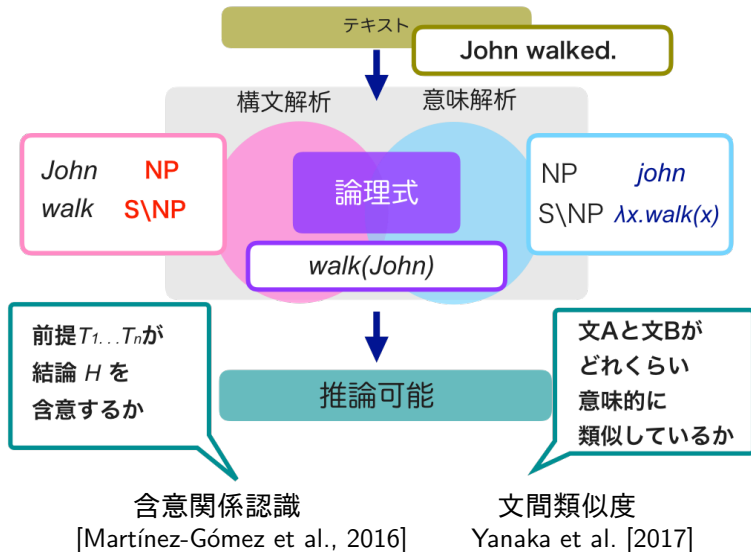 テキスト
John walked.
構文解析
意味解析
John NP
walk S\NP
論理式
NP john
S\NP λx.walk(x)
walk(John)
前提T₁...Tₙが
結論 H を
含意するか
推論可能
文Aと文Bが
どれくらい
意味的に
類似しているか
含意関係認識
[Martínez-Gómez et al., 2016]
文間類似度
Yanaka et al. [2017]